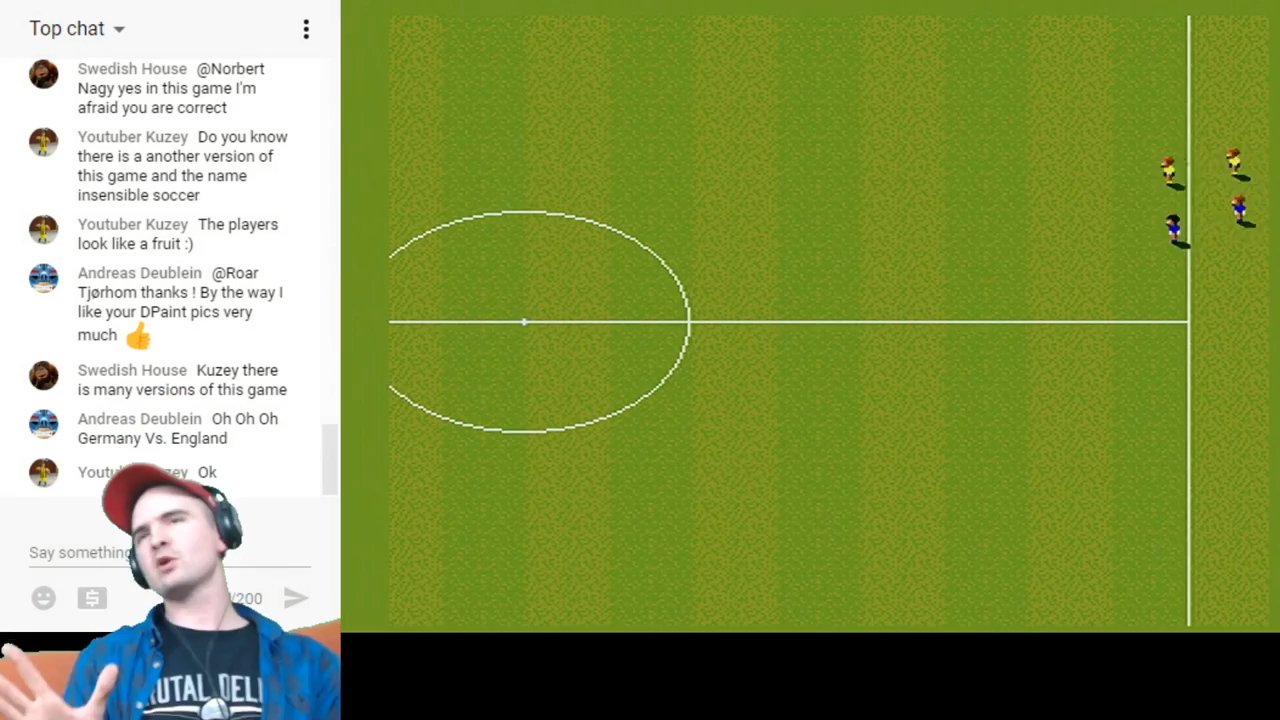 Top chat
Swedish House @Norbert
Nagy yes in this game I'm
afraid you are correct
Youtuber Kuzey Do you know
there is a another version of
this game and the name
insensible soccer
Youtuber Kuzey The players
look like a fruit :)
Andreas Deublein @Roar
Tjørhom thanks ! By the way I
like your DPaint pics very
much
Swedish House Kuzey there
is many versions of this game
Andreas Deublein Oh Oh Oh
Germany Vs. England
Ok
Say something
/200